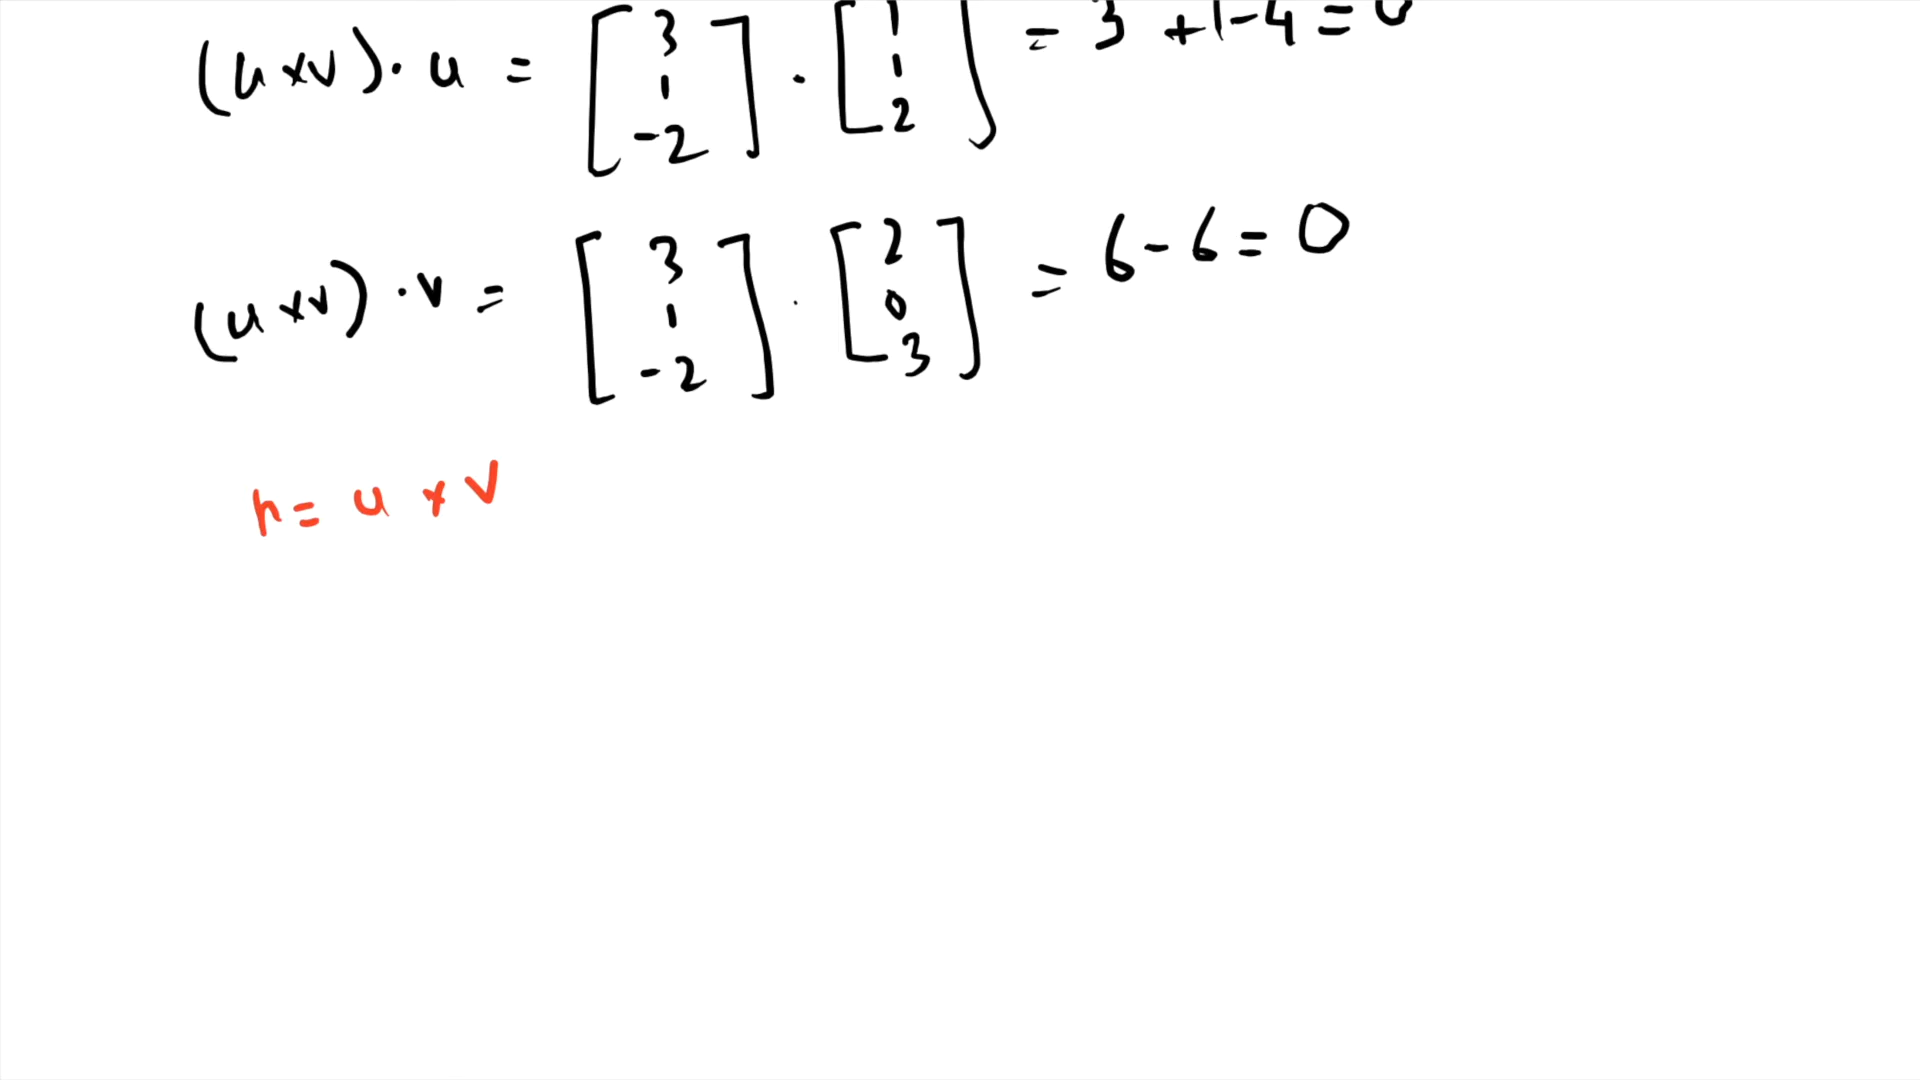 (u×v)·u = [3 1 -2] · [1 1 2] = 3+1-4=0
(u×v)·v = [3 1 -2] · [2 0 3] = 6-6=0
n= u × v